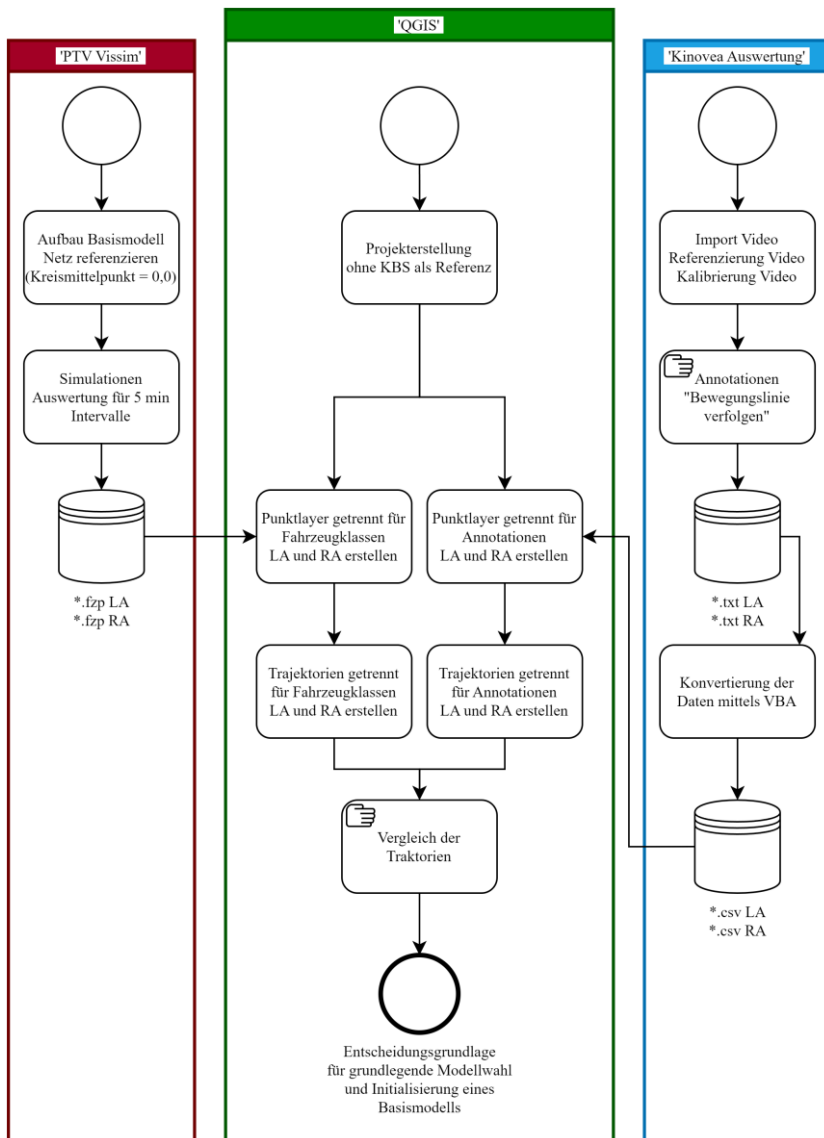 'PTV Vissim'
Aufbau Basismodell
Netz referenzieren
(Kreismittelpunkt = 0,0)
Simulationen
Auswertung für 5 min
Intervalle
*.fzp LA
*.fzp RA
'QGIS'
Projekterstellung
ohne KBS als Referenz
Punktlayer getrennt für
Fahrzeugklassen
LA und RA erstellen
Punktlayer getrennt für
Annotationen
LA und RA erstellen
Trajektorien getrennt
für Fahrzeugklassen
LA und RA erstellen
Trajektorien getrennt
für Annotationen
LA und RA erstellen
Vergleich der
Traktorien
Entscheidungsgrundlage
für grundlegende Modellwahl
und Initialisierung eines
Basismodells
'Kinovea Auswertung'
Import Video
Referenzierung Video
Kalibrierung Video
Annotationen
"Bewegungslinie
verfolgen"
*.txt LA
*.txt RA
Konvertierung der
Daten mittels VBA
*.csv LA
*.csv RA